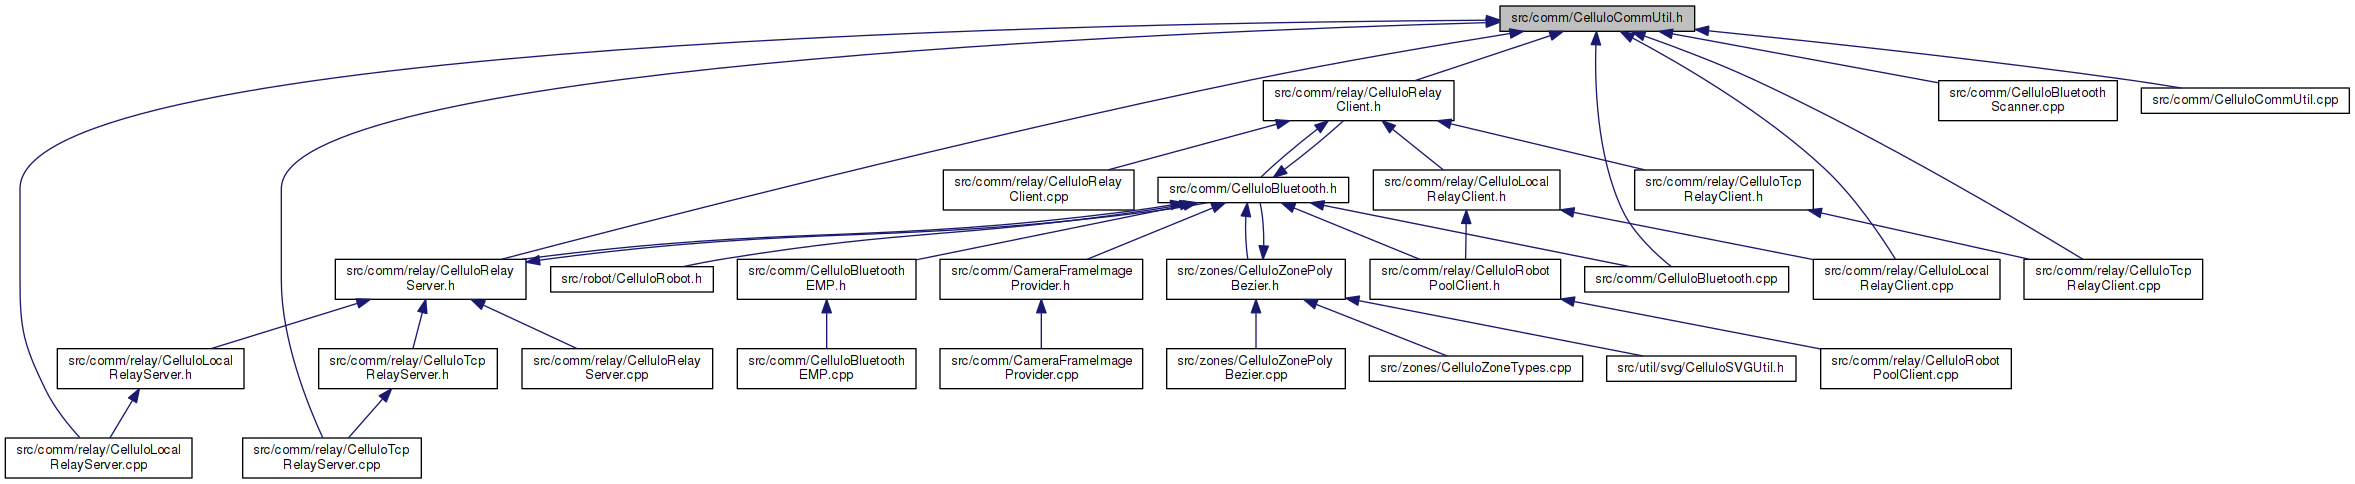 src/comm/CelluloCommUtil.h
src/comm/relay/CelluloRelay
Client.h
src/comm/CelluloBluetooth
Scanner.cpp
src/comm/CelluloCommUtil.cpp
src/comm/relay/CelluloRelay
Client.cpp
src/comm/CelluloBluetooth.h
src/comm/relay/CelluloLocal
RelayClient.h
src/comm/relay/CelluloTcp
RelayClient.h
src/comm/relay/CelluloRelay
Server.h
src/robot/CelluloRobot.h
src/comm/CelluloBluetooth
EMP.h
src/comm/CameraFrameImage
Provider.h
src/zones/CelluloZonePoly
Bezier.h
src/comm/relay/CelluloRobot
PoolClient.h
src/comm/CelluloBluetooth.cpp
src/comm/relay/CelluloLocal
RelayClient.cpp
src/comm/relay/CelluloTcp
RelayClient.cpp
src/comm/relay/CelluloLocal
RelayServer.h
src/comm/relay/CelluloTcp
RelayServer.h
src/comm/relay/CelluloRelay
Server.cpp
src/comm/CelluloBluetooth
EMP.cpp
src/comm/CameraFrameImage
Provider.cpp
src/zones/CelluloZonePoly
Bezier.cpp
src/zones/CelluloZoneTypes.cpp
src/util/svg/CelluloSVGUtil.h
src/comm/relay/CelluloRobot
PoolClient.cpp
src/comm/relay/CelluloLocal
RelayServer.cpp
src/comm/relay/CelluloTcp
RelayServer.cpp